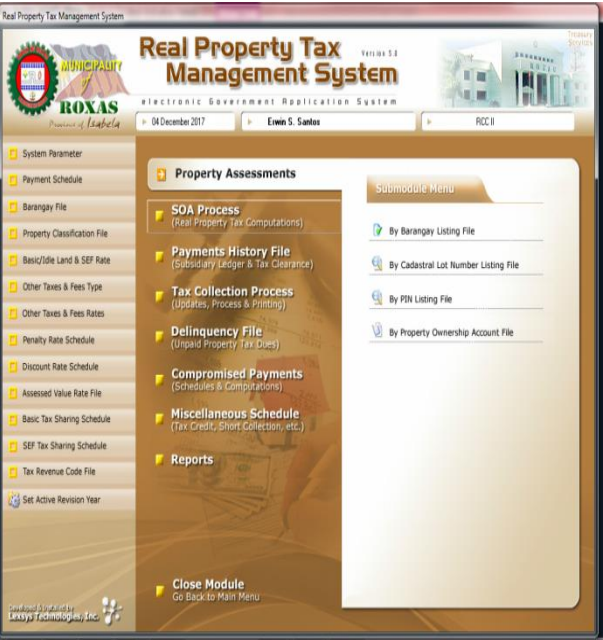 Real Property Tax Management System
Treasury
Services
MUNICIPALITY
of
ROXAS
Province of Isabela
Real Property Tax
Version 5.0
Management System
electronic Government Application System
04 December 2017
Erwin S. Santos
RCC II
System Parameter
Payment Schedule
Barangay File
Property Classification File
Basic/Idle Land & SEF Rate
Other Taxes & Fees Type
Other Taxes & Fees Rates
Penalty Rate Schedule
Discount Rate Schedule
Assessed Value Rate File
Basic Tax Sharing Schedule
SEF Tax Sharing Schedule
Tax Revenue Code File
Set Active Revision Year
Developed & Installed by
Lexsys Technologies, Inc.
Property Assessments
SOA Process
(Real Property Tax Computations)
Payments History File
(Subsidiary Ledger & Tax Clearance)
Tax Collection Process
(Updates, Process & Printing)
Delinquency File
(Unpaid Property Tax Dues)
Compromised Payments
(Schedules & Computations)
Miscellaneous Schedule
(Tax Credit, Short Collection, etc.)
Reports
Close Module
Go Back to Main Menu
Submodule Menu
By Barangay Listing File
By Cadastral Lot Number Listing File
By PIN Listing File
By Property Ownership Account File